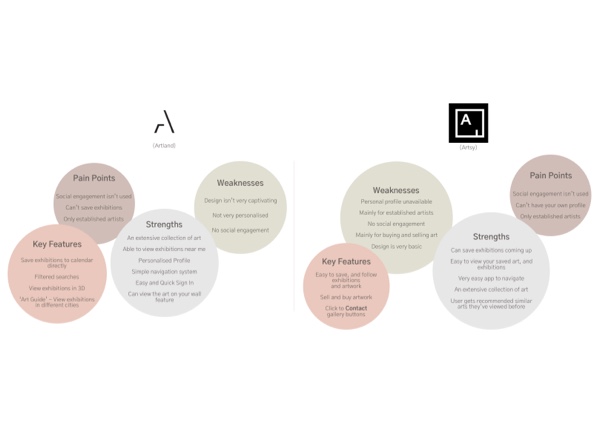 (Artland)
Pain Points
Social engagement isn't used
Can't save exhibitions
Only established artists
Weaknesses
Design isn't very captivating
Not very personalised
No social engagement
Key Features
Save exhibitions to calendar
directly
Filtered searches
View exhibitions in 3D
'Art Guide' - View exhibitions
in different cities
Strengths
An extensive collection of art
Able to view exhibitions near me
Personalised Profile
Simple navigation system
Easy and Quick Sign In
Can view the art on your wall
feature
A
(Artsy)
Weaknesses
Personal profile unavailable
Mainly for established artists
No social engagement
Mainly for buying and selling art
Design is very basic
Pain Points
Social engagement isn't used
Can't have your own profile
Only established artists
Key Features
Easy to save, and follow
exhibitions
and artwork
Sell and buy artwork
Click to Contact
gallery buttons
Strengths
Can save exhibitions coming up
Easy to view your saved art, and
exhibitions
Very easy app to navigate
An extensive collection of art
User gets recommended similar
arts they've viewed before